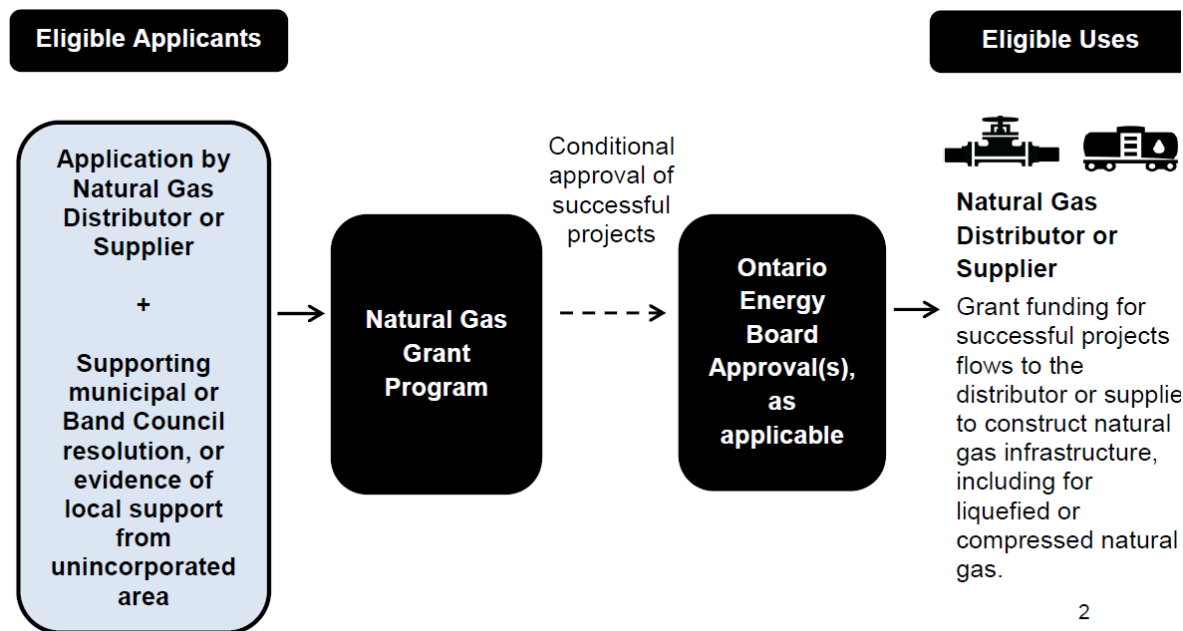 Eligible Applicants
Eligible Uses
Application by
Natural Gas
Distributor or
Supplier
+
Supporting
municipal or
Band Council
resolution, or
evidence of
local support
from
unincorporated
area
Natural Gas
Grant
Program
Conditional
approval of
successful
projects
Ontario
Energy
Board
Approval(s),
as
applicable
Natural Gas
Distributor or
Supplier
Grant funding for
successful projects
flows to the
distributor or supplie
to construct natural
gas infrastructure,
including for
liquefied or
compressed natural
gas.
2